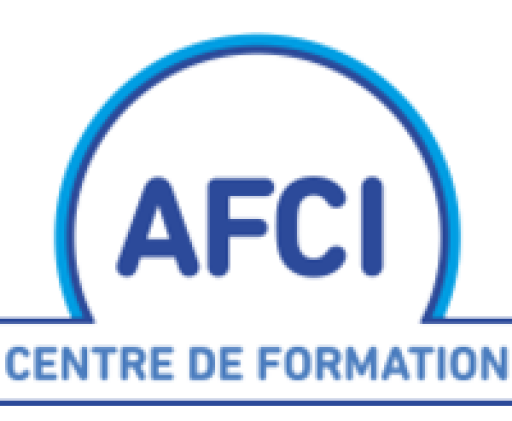 AFCI
CENTRE DE FORMATION